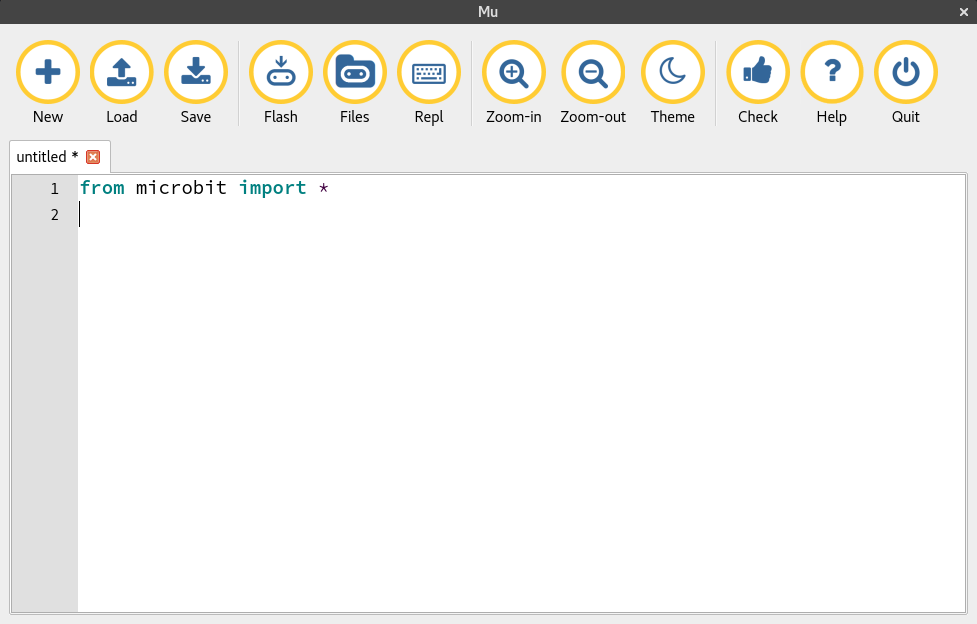 Mu
New Load Save Flash Files Repl Zoom-in Zoom-out Theme Check Help Quit
untitled *
1 from microbit import *
2